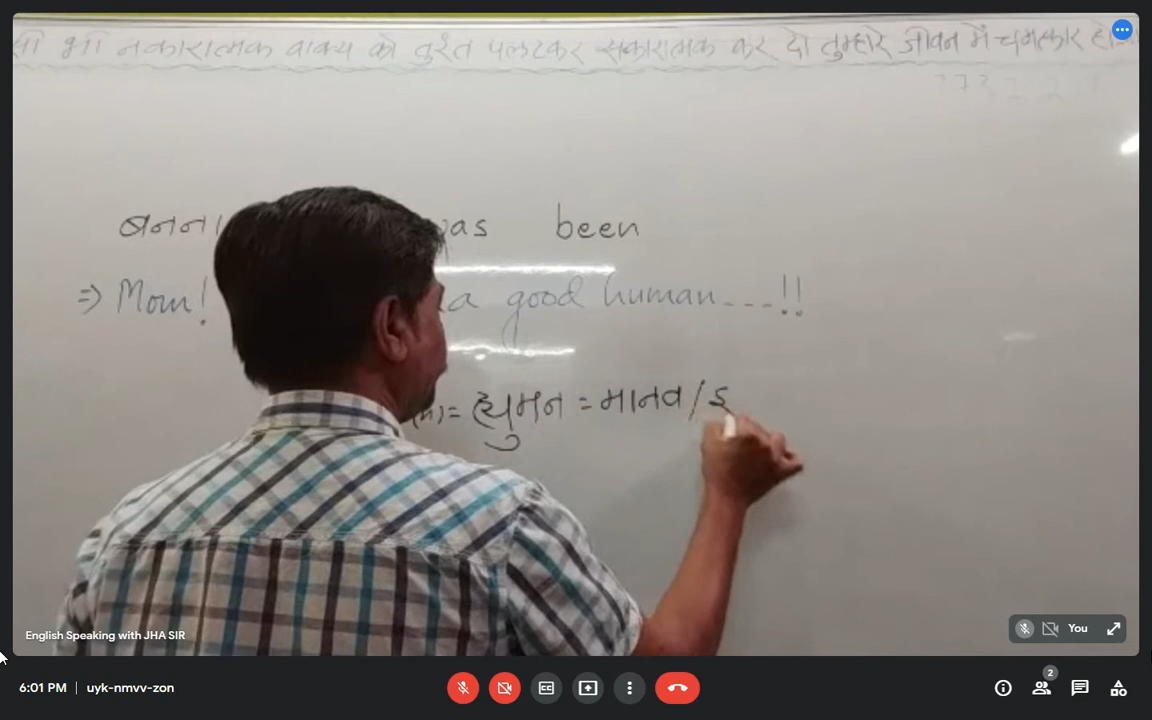 भी नकारात्मक वाक्य को तुरंत पलटकर सकारात्मक कर दो तुम्हारे जीवन में चमत्कार
बनना was been
⇒ Mom! a good human---!!
(n) = ह्युमन = मानव / इ
English Speaking with JHA SIR
You
6:01 PM | uyk-nmvv-zon
2